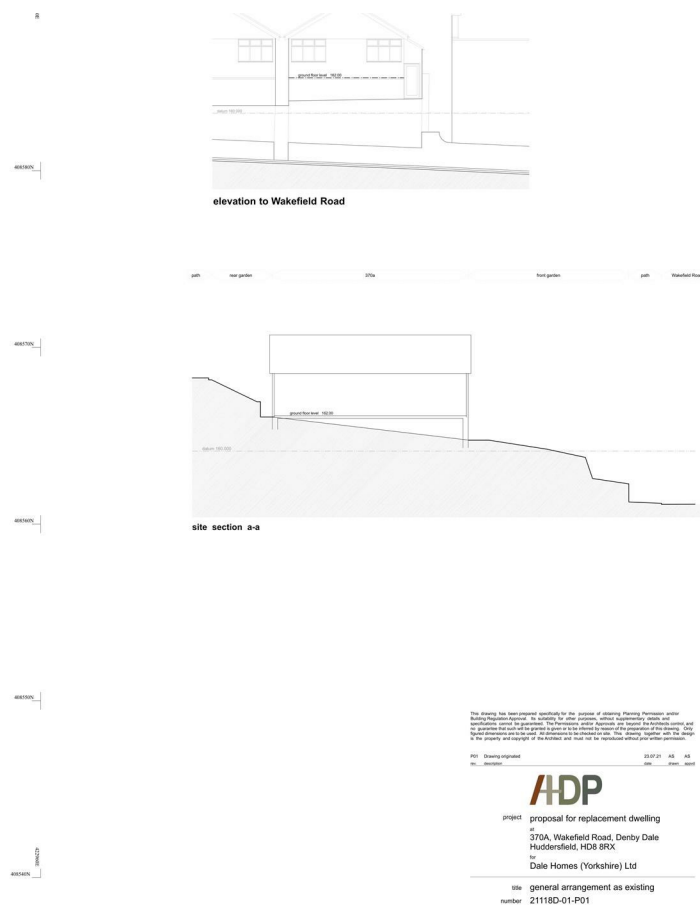 ground floor level 162.00
408580N
elevation to Wakefield Road
path rear garden 370a front garden path Wakefield Roa
408570N
ground floor level 162.00
408560N
site section a-a
408550N
This drawing has been prepared specifically for the purpose of obtaining Planning Permission and/or
Building Regulation Approval. Its suitability for other purposes, without supplementary details and
specifications cannot be guaranteed. The Permissions and/or Approvals are beyond the Architects control, and
no guarantee that such will be granted is given or to be inferred by reason of the preparation of this drawing. Only
figured dimensions are to be used. All dimensions to be checked on site. This drawing together with the design
is the property and copyright of the Architect and must not be reproduced without prior written permission.
P01 Drawing originated 23.07.21 AS AS
rev description date drawn appvd
ADP
project proposal for replacement dwelling
at
370A, Wakefield Road, Denby Dale
Huddersfield, HD8 8RX
for
Dale Homes (Yorkshire) Ltd
408540N
title general arrangement as existing
number 21118D-01-P01